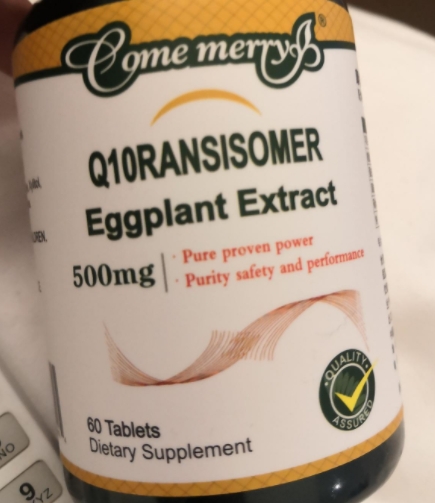 Come merry®
Q10RANSISOMER
Eggplant Extract
500mg
· Pure proven power
· Purity safety and performance
60 Tablets
Dietary Supplement
QUALITY
ASSURED
9